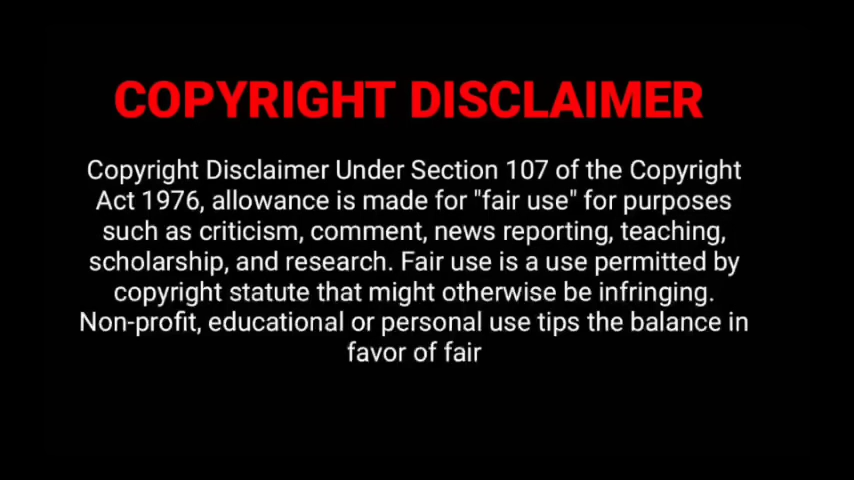 COPYRIGHT DISCLAIMER
Copyright Disclaimer Under Section 107 of the Copyright
Act 1976, allowance is made for "fair use" for purposes
such as criticism, comment, news reporting, teaching,
scholarship, and research. Fair use is a use permitted by
copyright statute that might otherwise be infringing.
Non-profit, educational or personal use tips the balance in
favor of fair